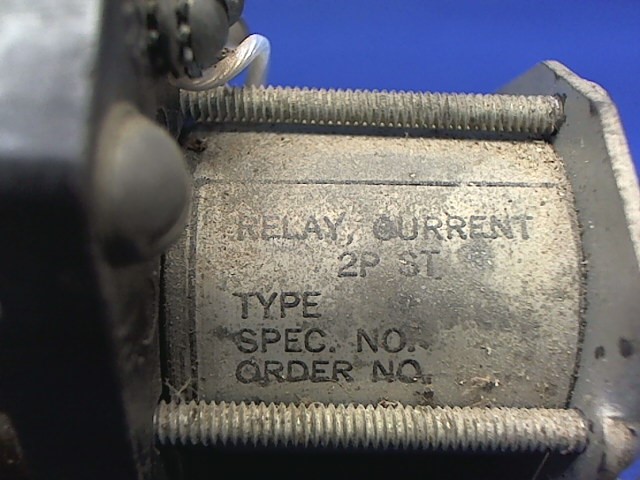 RELAY, CURRENT
2P ST
TYPE
SPEC. NO.
ORDER NO.